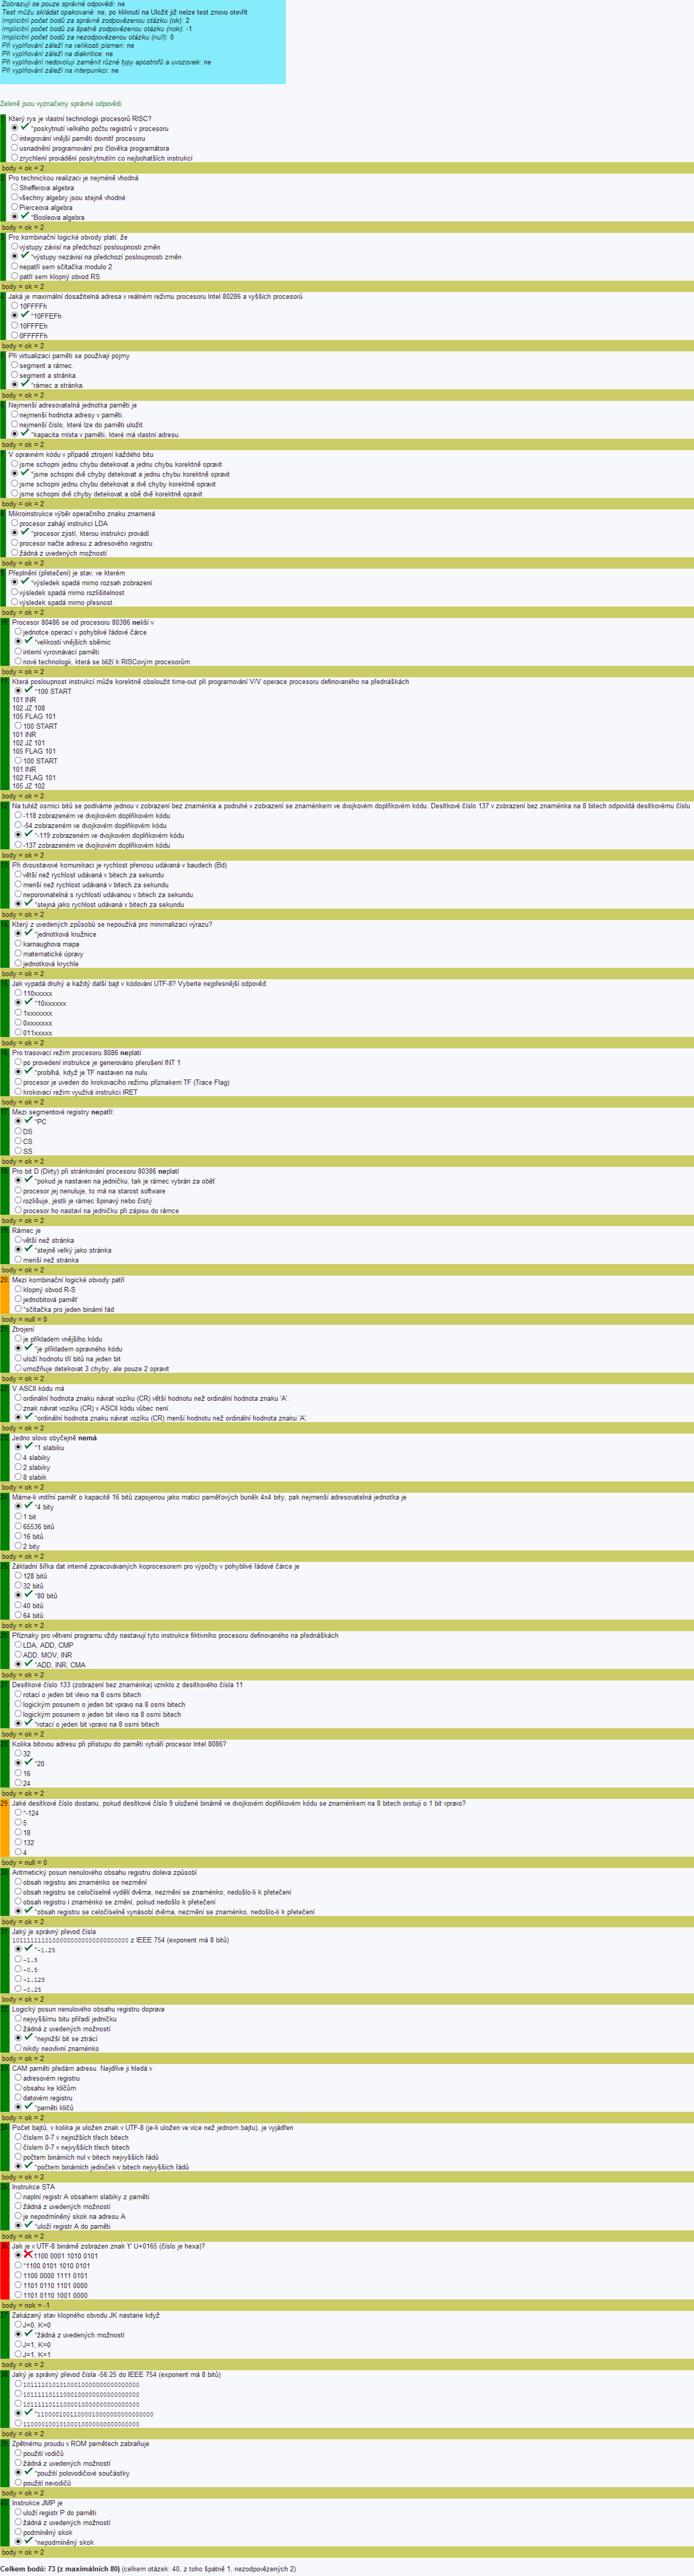 Zobrazují se pouze správné odpovědi: ne
Test můžu skládat opakovaně: ne, po kliknutí na Uložit již nelze test znovu otevřít
Implicitní počet bodů za správně zodpovězenou otázku (ok): 2
Implicitní počet bodů za špatně zodpovězenou otázku (nok): -1
Implicitní počet bodů za nezodpovězenou otázku (null): 0
Při vyplňování záleží na velikosti písmen: ne
Při vyplňování záleží na diakritice: ne
Při vyplňování nedovoluji zaměnit různé typy apostrofů a uvozovek: ne
Při vyplňování záleží na interpunkci: ne
Zeleně jsou vyznačeny správné odpovědi.
1. Který rys je vlastní technologii procesorů RISC?
*poskytnutí velkého počtu registrů v procesoru
integrování vnější paměti dovnitř procesoru
usnadnění programování pro člověka programátora
zrychlení provádění poskytnutím co nejbohatších instrukcí
body = ok = 2
2. Pro technickou realizaci je nejméně vhodná
Shefferova algebra
všechny algebry jsou stejně vhodné
Pierceova algebra
*Booleova algebra
body = ok = 2
3. Pro kombinační logické obvody platí, že
výstupy závisí na předchozí posloupnosti změn
*výstupy nezávisí na předchozí posloupnosti změn
nepatří sem sčítačka modulo 2
patří sem klopný obvod RS
body = ok = 2
4. Jaká je maximální dosažitelná adresa v reálném režimu procesoru Intel 80286 a vyšších procesorů
10FFFFh
*10FFEFh
10FFFEh
0FFFFFh
body = ok = 2
5. Při virtualizaci paměti se používají pojmy
segment a rámec.
segment a stránka.
*rámec a stránka.
body = ok = 2
6. Nejmenší adresovatelná jednotka paměti je
nejmenší hodnota adresy v paměti.
nejmenší číslo, které lze do paměti uložit.
*kapacita místa v paměti, které má vlastní adresu.
body = ok = 2
7. V opravném kódu v případě ztrojení každého bitu
jsme schopni jednu chybu detekovat a jednu chybu korektně opravit
*jsme schopni dvě chyby detekovat a jednu chybu korektně opravit
jsme schopni jednu chybu detekovat a dvě chyby korektně opravit
jsme schopni dvě chyby detekovat a obě dvě korektně opravit
body = ok = 2
8. Mikroinstrukce výběr operačního znaku znamená
procesor zahájí instrukci LDA
*procesor zjistí, kterou instrukci provádí
procesor načte adresu z adresového registru
žádná z uvedených možností
body = ok = 2
9. Přeplnění (přetečení) je stav, ve kterém
*výsledek spadá mimo rozsah zobrazení
výsledek spadá mimo rozlišitelnost
výsledek spadá mimo přesnost
body = ok = 2
10. Procesor 80486 se od procesoru 80386 neliší v
jednotce operací v pohyblivé řádové čárce
*velikosti vnějších sběrnic
interní vyrovnávací paměti
nové technologii, která se blíží k RISCovým procesorům
body = ok = 2
11. Která posloupnost instrukcí může korektně obsloužit time-out při programování V/V operace procesoru definovaného na přednáškách
*100 START
101 INR
102 JZ 108
105 FLAG 101
100 START
101 INR
102 JZ 101
105 FLAG 101
100 START
101 INR
102 FLAG 101
105 JZ 102
body = ok = 2
12. Na tutéž osmici bitů se podíváme jednou v zobrazení bez znaménka a podruhé v zobrazení se znaménkem ve dvojkovém doplňkovém kódu. Desítkové číslo 137 v zobrazení bez znaménka na 8 bitech odpovídá desítkovému číslu
-118 zobrazeném ve dvojkovém doplňkovém kódu
-54 zobrazeném ve dvojkovém doplňkovém kódu
*-119 zobrazeném ve dvojkovém doplňkovém kódu
-137 zobrazeném ve dvojkovém doplňkovém kódu
body = ok = 2
13. Při dvoustavové komunikaci je rychlost přenosu udávaná v baudech (Bd)
větší než rychlost udávaná v bitech za sekundu
menší než rychlost udávaná v bitech za sekundu
neporovnatelná s rychlostí udávanou v bitech za sekundu
*stejná jako rychlost udávaná v bitech za sekundu
body = ok = 2
14. Který z uvedených způsobů se nepoužívá pro minimalizaci výrazu?
*jednotková kružnice
karnaughova mapa
matematické úpravy
jednotková krychle
body = ok = 2
15. Jak vypadá druhý a každý další bajt v kódování UTF-8? Vyberte nejpřesnější odpověď.
110xxxxx
*10xxxxxx
1xxxxxxx
0xxxxxxx
011xxxxx
body = ok = 2
16. Pro trasovací režim procesoru 8086 neplatí
po provedení instrukce je generováno přerušení INT 1
*probíhá, když je TF nastaven na nulu
procesor je uveden do krokovacího režimu příznakem TF (Trace Flag)
krokovací režim využívá instrukci IRET
body = ok = 2
17. Mezi segmentové registry nepatří:
*PC
DS
CS
SS
body = ok = 2
18. Pro bit D (Dirty) při stránkování procesoru 80386 neplatí
*pokud je nastaven na jedničku, tak je rámec vybrán za oběť
procesor jej nenuluje, to má na starost software
rozlišuje, jestli je rámec špinavý nebo čistý
procesor ho nastaví na jedničku při zápisu do rámce
body = ok = 2
19. Rámec je
větší než stránka
*stejně velký jako stránka
menší než stránka
body = ok = 2
20. Mezi kombinační logické obvody patří
klopný obvod R-S
jednobitová paměť
*sčítačka pro jeden binární řád
body = null = 0
21. Ztrojení
je příkladem vnějšího kódu
*je příkladem opravného kódu
uloží hodnotu tří bitů na jeden bit
umožňuje detekovat 3 chyby, ale pouze 2 opravit
body = ok = 2
22. V ASCII kódu má
ordinální hodnota znaku návrat vozíku (CR) větší hodnotu než ordinální hodnota znaku 'A'.
znak návrat vozíku (CR) v ASCII kódu vůbec není.
*ordinální hodnota znaku návrat vozíku (CR) menší hodnotu než ordinální hodnota znaku 'A'.
body = ok = 2
23. Jedno slovo obyčejně nemá
*1 slabiku
4 slabiky
2 slabiky
8 slabik
body = ok = 2
24. Máme-li vnitřní paměť o kapacitě 16 bitů zapojenou jako matici paměťových buněk 4x4 bity, pak nejmenší adresovatelná jednotka je
*4 bity
1 bit
65536 bitů
16 bitů
2 bity
body = ok = 2
25. Základní šířka dat interně zpracovávaných koprocesorem pro výpočty v pohyblivé řádové čárce je
128 bitů
32 bitů
*80 bitů
40 bitů
64 bitů
body = ok = 2
26. Příznaky pro větvení programu vždy nastavují tyto instrukce fiktivního procesoru definovaného na přednáškách
LDA, ADD, CMP
ADD, MOV, INR
*ADD, INR, CMA
body = ok = 2
27. Desítkové číslo 133 (zobrazení bez znaménka) vzniklo z desítkového čísla 11
rotací o jeden bit vlevo na 8 osmi bitech
logickým posunem o jeden bit vpravo na 8 osmi bitech
logickým posunem o jeden bit vlevo na 8 osmi bitech
*rotací o jeden bit vpravo na 8 osmi bitech
body = ok = 2
28. Kolika bitovou adresu při přístupu do paměti vytváří procesor Intel 8086?
32
*20
16
24
body = ok = 2
29. Jaké desítkové číslo dostanu, pokud desítkové číslo 9 uložené binárně ve dvojkovém doplňkovém kódu se znaménkem na 8 bitech orotuji o 1 bit vpravo?
*-124
5
18
132
4
body = null = 0
30. Aritmetický posun nenulového obsahu registru doleva způsobí
obsah registru ani znaménko se nezmění
obsah registru se celočíselně vydělí dvěma, nezmění se znaménko, nedošlo-li k přetečení
obsah registru i znaménko se změní, pokud nedošlo k přetečení
*obsah registru se celočíselně vynásobí dvěma, nezmění se znaménko, nedošlo-li k přetečení
body = ok = 2
31. Jaký je správný převod čísla
10111111101000000000000000000000 z IEEE 754 (exponent má 8 bitů)
*-1.25
-1.5
-0.5
-1.125
-0.25
body = ok = 2
32. Logický posun nenulového obsahu registru doprava
nejvyššímu bitu přiřadí jedničku
žádná z uvedených možností
*nejnižší bit se ztrácí
nikdy neovlivní znaménko
body = ok = 2
33. CAM paměti předám adresu. Nejdříve ji hledá v
adresovém registru
obsahu ke klíčům
datovém registru
*paměti klíčů
body = ok = 2
34. Počet bajtů, v kolika je uložen znak v UTF-8 (je-li uložen ve více než jednom bajtu), je vyjádřen
číslem 0-7 v nejnižších třech bitech
číslem 0-7 v nejvyšších třech bitech
počtem binárních nul v bitech nejvyšších řádů
*počtem binárních jedniček v bitech nejvyšších řádů
body = ok = 2
35. Instrukce STA
naplní registr A obsahem slabiky z paměti
žádná z uvedených možností
je nepodmíněný skok na adresu A
*uloží registr A do paměti
body = ok = 2
36. Jak je v UTF-8 binárně zobrazen znak 'ť' U+0165 (číslo je hexa)?
1100 0001 1010 0101
*1100 0101 1010 0101
1100 0000 1111 0101
1101 0110 1101 0000
1101 0110 1001 0000
body = nok = -1
37. Zakázaný stav klopného obvodu JK nastane když
J=0, K=0
*žádná z uvedených možností
J=1, K=0
J=1, K=1
body = ok = 2
38. Jaký je správný převod čísla -56.25 do IEEE 754 (exponent má 8 bitů)
*11000010011000010000000000000000
body = ok = 2
39. Zpětnému proudu v ROM pamětech zabraňuje
použití vodičů
žádná z uvedených možností
*použití polovodičové součástky
použití nevodičů
body = ok = 2
40. Instrukce JMP je
uloží registr P do paměti
žádná z uvedených možností
podmíněný skok
*nepodmíněný skok
body = ok = 2
Celkem bodů: 73 (z maximálních 80) (celkem otázek: 40, z toho špatně 1, nezodpovězených 2)